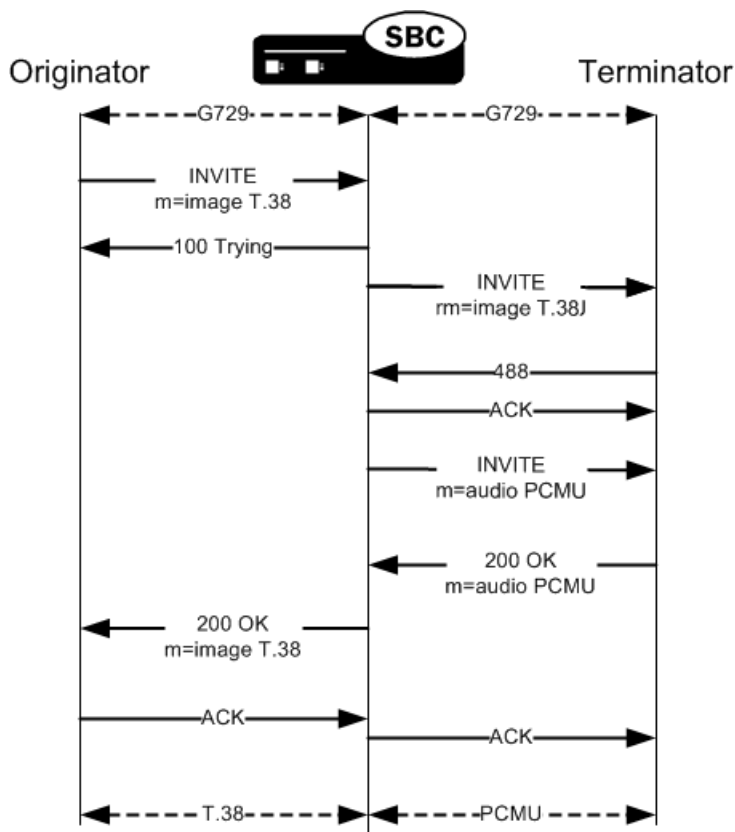 SBC
Originator
Terminator
G729
G729
INVITE
m=image T.38
100 Trying
INVITE
rm=image T.38J
488
ACK
INVITE
m=audio PCMU
200 OK
m=audio PCMU
200 OK
m=image T.38
ACK
ACK
T.38
PCMU